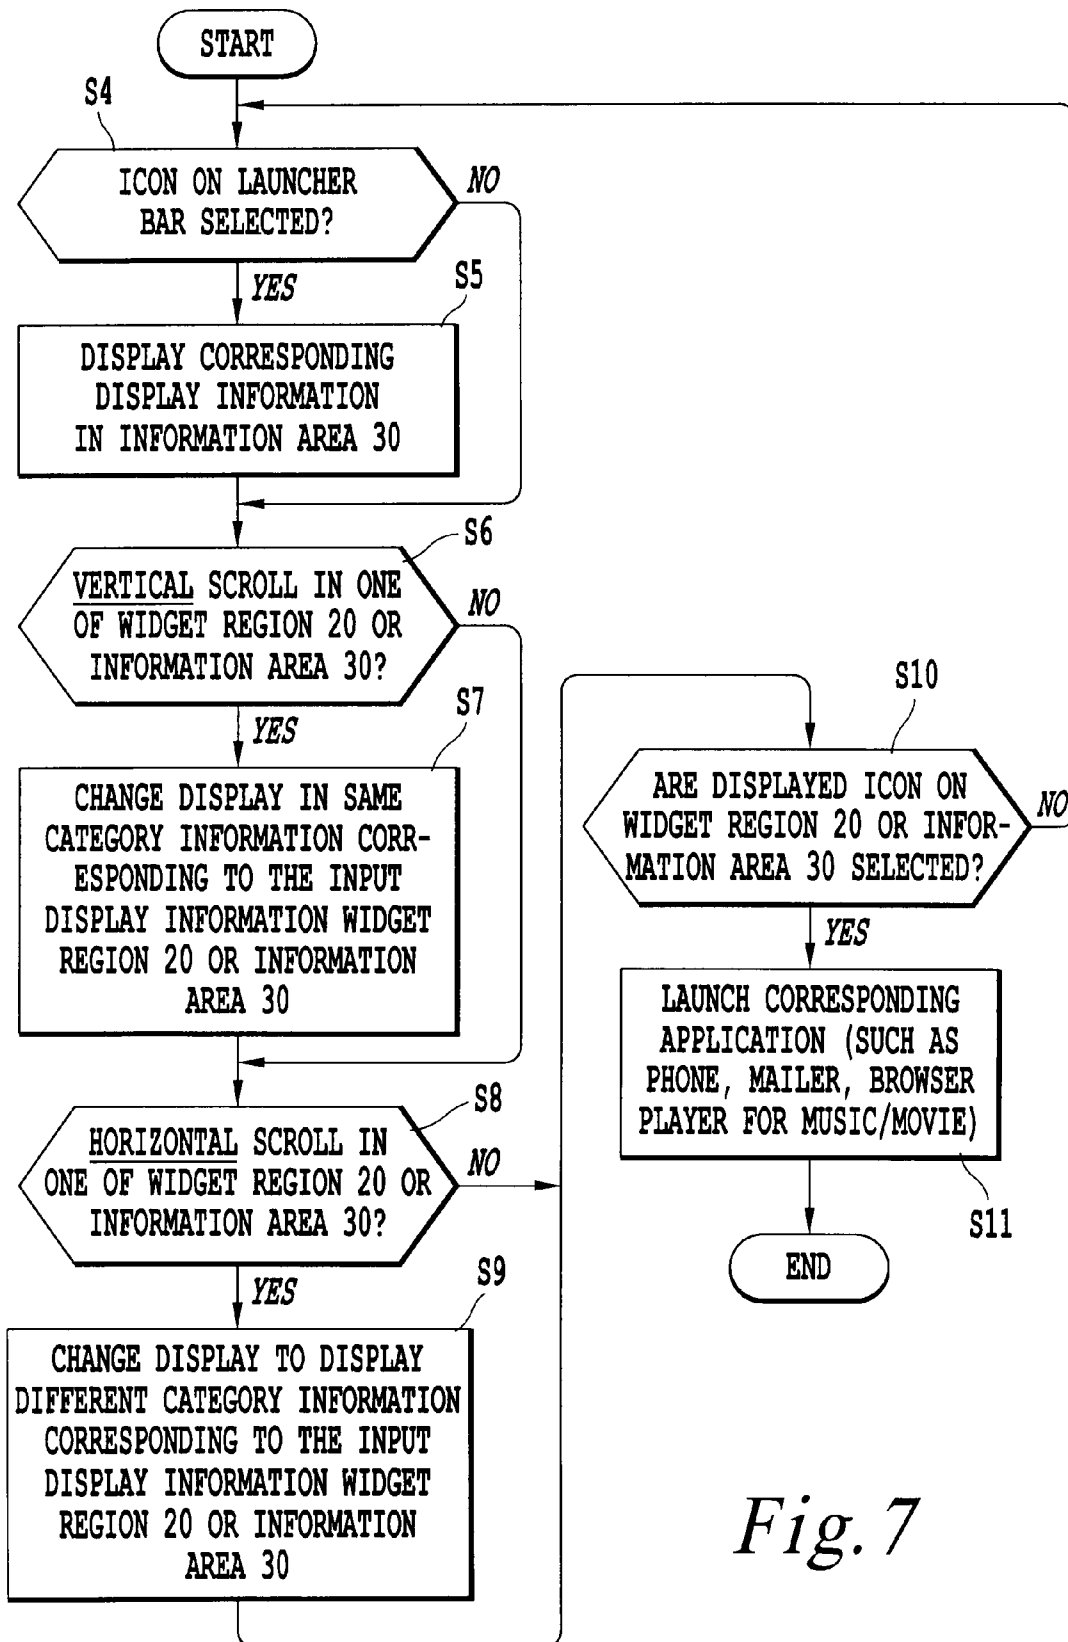 START
S4
ICON ON LAUNCHER
BAR SELECTED?
NO
YES
S5
DISPLAY CORRESPONDING
DISPLAY INFORMATION
IN INFORMATION AREA 30
S6
VERTICAL SCROLL IN ONE
OF WIDGET REGION 20 OR
INFORMATION AREA 30?
NO
YES
S7
CHANGE DISPLAY IN SAME
CATEGORY INFORMATION CORR-
ESPONDING TO THE INPUT
DISPLAY INFORMATION WIDGET
REGION 20 OR INFORMATION
AREA 30
S8
HORIZONTAL SCROLL IN
ONE OF WIDGET REGION 20 OR
INFORMATION AREA 30?
NO
YES
S9
CHANGE DISPLAY TO DISPLAY
DIFFERENT CATEGORY INFORMATION
CORRESPONDING TO THE INPUT
DISPLAY INFORMATION WIDGET
REGION 20 OR INFORMATION
AREA 30
S10
ARE DISPLAYED ICON ON
WIDGET REGION 20 OR INFOR-
MATION AREA 30 SELECTED?
NO
YES
LAUNCH CORRESPONDING
APPLICATION (SUCH AS
PHONE, MAILER, BROWSER
PLAYER FOR MUSIC/MOVIE)
S11
END
Fig. 7